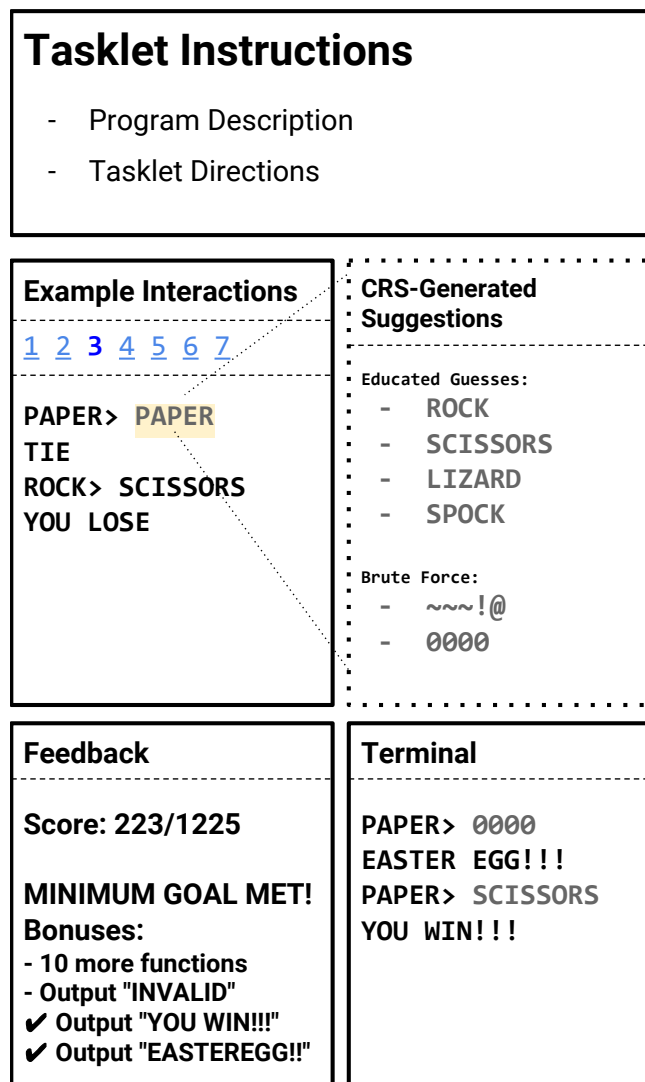 Tasklet Instructions
- Program Description
- Tasklet Directions
Example Interactions
1 2 3 4 5 6 7
PAPER> PAPER
TIE
ROCK> SCISSORS
YOU LOSE
CRS-Generated
Suggestions
Educated Guesses:
- ROCK
- SCISSORS
- LIZARD
- SPOCK
Brute Force:
- ~~~!@
- 0000
Feedback
Score: 223/1225
MINIMUM GOAL MET!
Bonuses:
- 10 more functions
- Output "INVALID"
✔ Output "YOU WIN!!!"
✔ Output "EASTEREGG!!"
Terminal
PAPER> 0000
EASTER EGG!!!
PAPER> SCISSORS
YOU WIN!!!